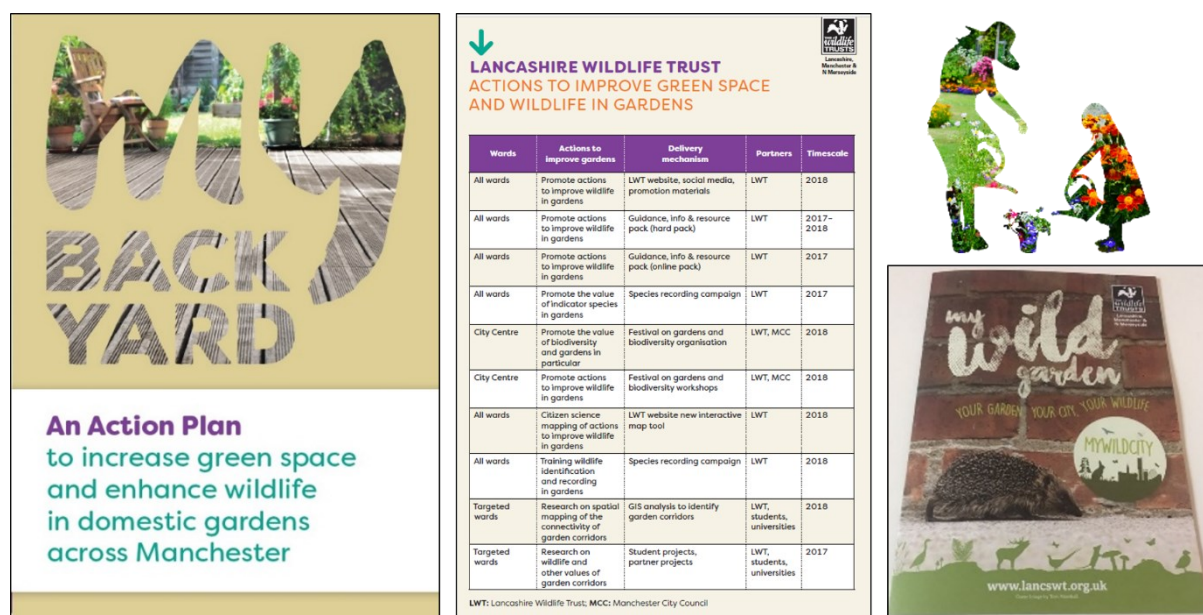 my
BACK
YARD
An Action Plan
to increase green space
and enhance wildlife
in domestic gardens
across Manchester
THE
wildlife
TRUSTS
Lancashire,
Manchester &
N Merseyside
LANCASHIRE WILDLIFE TRUST
ACTIONS TO IMPROVE GREEN SPACE
AND WILDLIFE IN GARDENS
Wards Actions to Delivery Partners Timescale
improve gardens mechanism
All wards Promote actions LWT website, social media, LWT 2018
to improve wildlife promotion materials
in gardens
All wards Promote actions Guidance, info & resource LWT 2017–
to improve wildlife pack (hard pack) 2018
in gardens
All wards Promote actions Guidance, info & resource LWT 2017
to improve wildlife pack (online pack)
in gardens
All wards Promote the value Species recording campaign LWT 2017
of indicator species
in gardens
City Centre Promote the value Festival on gardens and LWT, MCC 2018
of biodiversity biodiversity organisation
and gardens in
particular
City Centre Promote actions Festival on gardens and LWT, MCC 2018
to improve wildlife biodiversity workshops
in gardens
All wards Citizen science LWT website new interactive LWT 2018
mapping of actions map tool
to improve wildlife
in gardens
All wards Training wildlife Species recording campaign LWT 2018
identification
and recording
in gardens
Targeted Research on spatial GIS analysis to identify LWT, 2018
wards mapping of the garden corridors students,
connectivity of universities
garden corridors
Targeted Research on Student projects, LWT, 2017
wards wildlife and partner projects students,
other values of universities
garden corridors
LWT: Lancashire Wildlife Trust; MCC: Manchester City Council
THE
wildlife
TRUSTS
Lancashire,
Manchester &
N Merseyside
my
wild
garden
YOUR GARDEN, YOUR CITY, YOUR WILDLIFE
MYWILDCITY
www.lancswt.org.uk